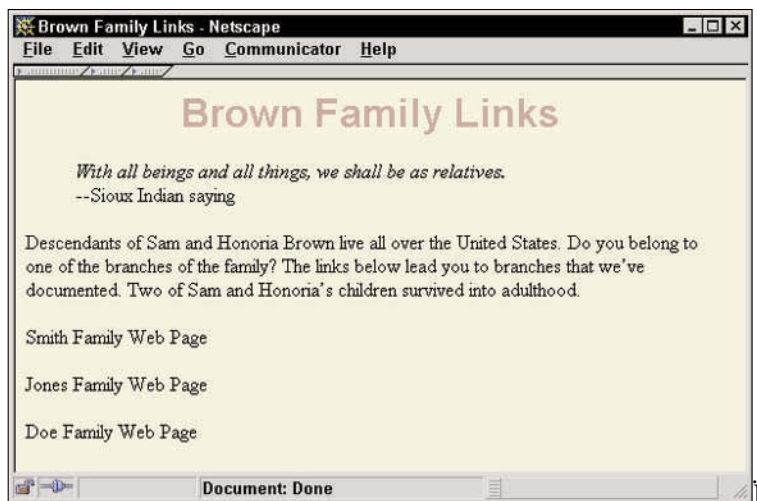 Brown Family Links - Netscape
File Edit View Go Communicator Help
Brown Family Links
With all beings and all things, we shall be as relatives.
--Sioux Indian saying
Descendants of Sam and Honoria Brown live all over the United States. Do you belong to
one of the branches of the family? The links below lead you to branches that we've
documented. Two of Sam and Honoria's children survived into adulthood.
Smith Family Web Page
Jones Family Web Page
Doe Family Web Page
Document: Done